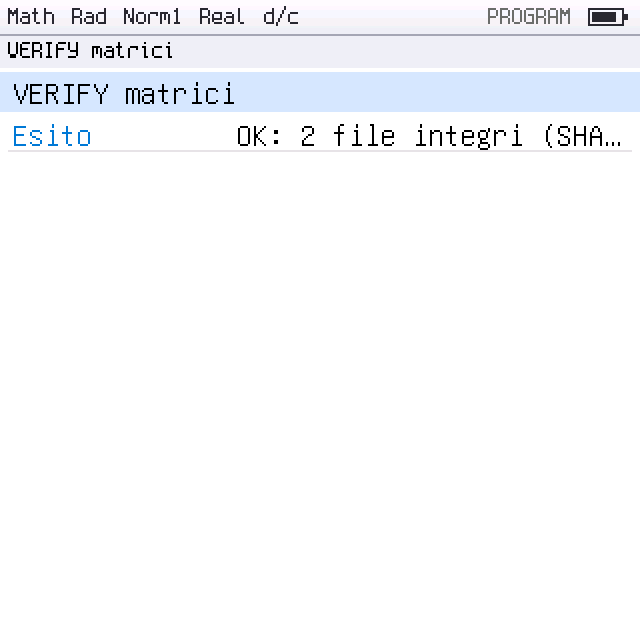 Math Rad Norm1 Real d/c PROGRAM
VERIFY matrici
VERIFY matrici
Esito OK: 2 file integri (SHA…